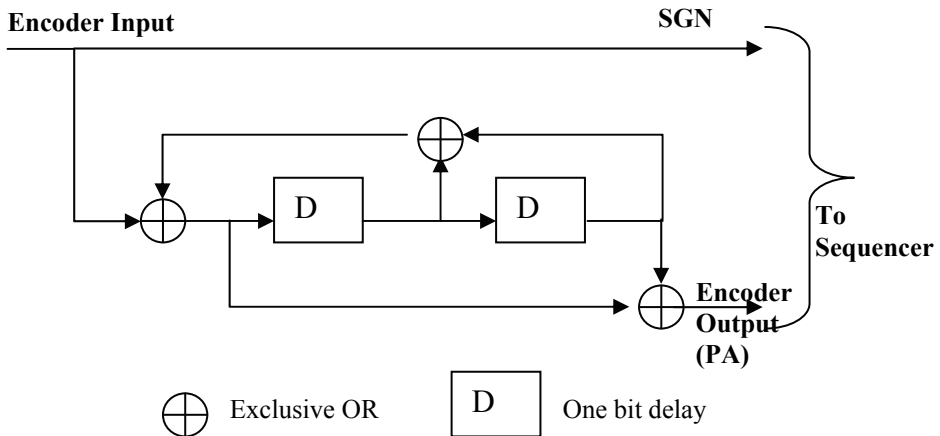 Encoder Input
SGN
D
D
To
Sequencer
Encoder
Output
(PA)
Exclusive OR
D
One bit delay